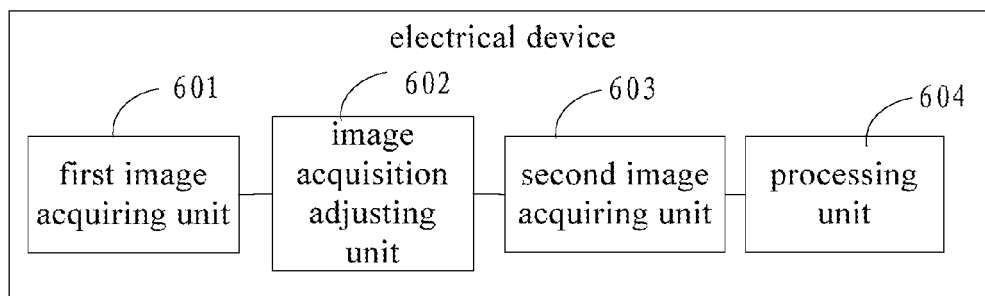 electrical device
601
602
603
604
first image
acquiring unit
image
acquisition
adjusting
unit
second image
acquiring unit
processing
unit